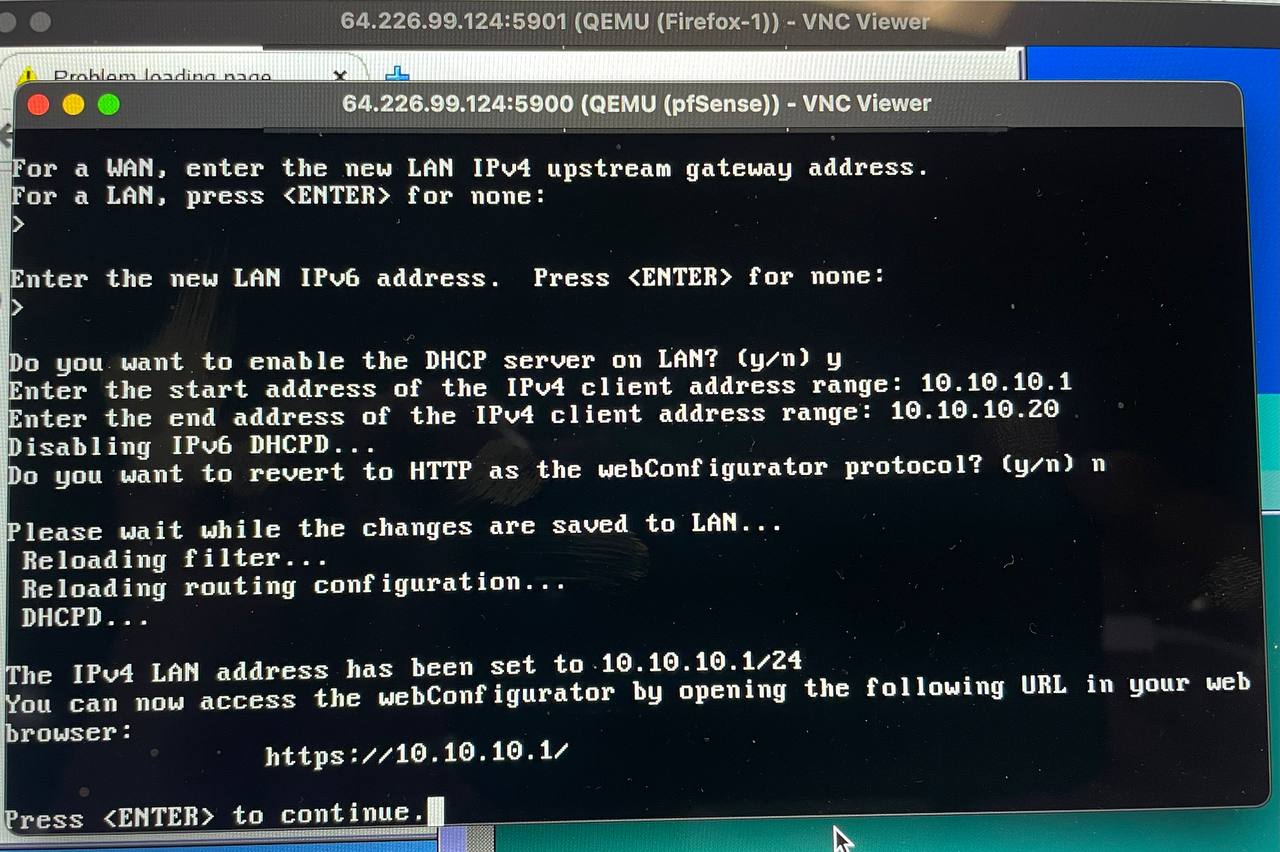 64.226.99.124:5901 (QEMU (Firefox-1)) - VNC Viewer
Problem loading page
64.226.99.124:5900 (QEMU (pfSense)) - VNC Viewer
For a WAN, enter the new LAN IPv4 upstream gateway address.
For a LAN, press <ENTER> for none:
>
Enter the new LAN IPv6 address.  Press <ENTER> for none:
>
Do you want to enable the DHCP server on LAN? (y/n) y
Enter the start address of the IPv4 client address range: 10.10.10.1
Enter the end address of the IPv4 client address range: 10.10.10.20
Disabling IPv6 DHCPD...
Do you want to revert to HTTP as the webConfigurator protocol? (y/n) n
Please wait while the changes are saved to LAN...
Reloading filter...
Reloading routing configuration...
DHCPD...
The IPv4 LAN address has been set to 10.10.10.1/24
You can now access the webConfigurator by opening the following URL in your web
browser:
https://10.10.10.1/
Press <ENTER> to continue.